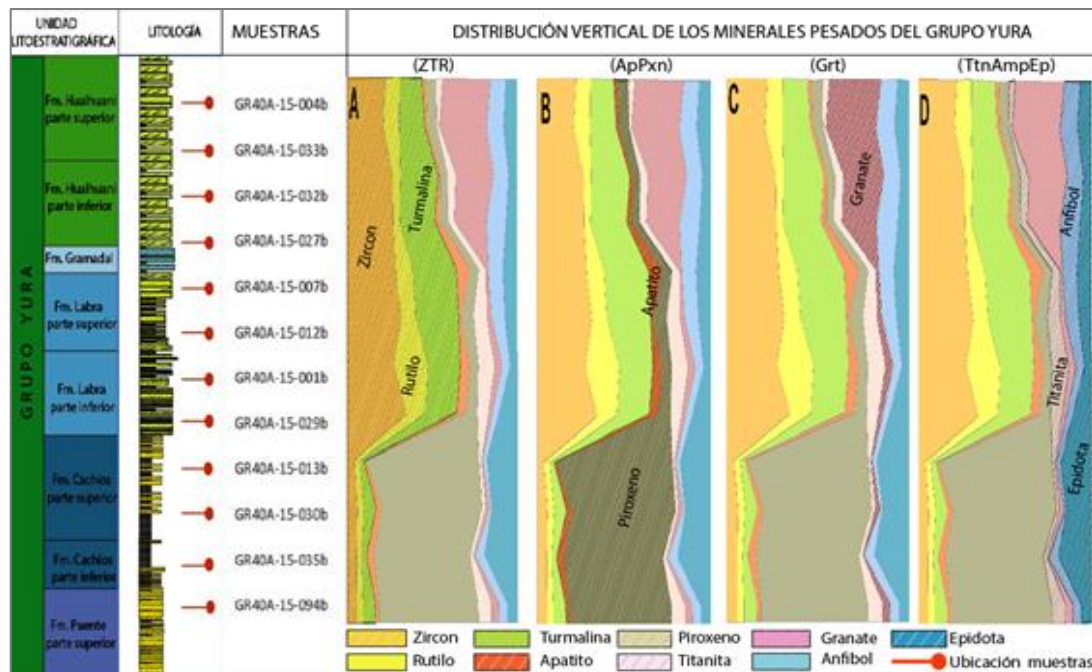 UNIDAD
LITOESTRATIGRÁFICA
LITOLOGÍA
MUESTRAS
DISTRIBUCIÓN VERTICAL DE LOS MINERALES PESADOS DEL GRUPO YURA
(ZTR)
(ApPxn)
(Grt)
(TtnAmpEp)
GRUPO YURA
Fm. Hualhuani
parte superior
Fm. Hualhuani
parte inferior
Fm. Gramadal
Fm. Labra
parte superior
Fm. Labra
parte inferior
Fm. Cachios
parte superior
Fm. Cachios
parte inferior
Fm. Puente
parte superior
GR40A-15-004b
GR40A-15-033b
GR40A-15-032b
GR40A-15-027b
GR40A-15-007b
GR40A-15-012b
GR40A-15-001b
GR40A-15-029b
GR40A-15-013b
GR40A-15-030b
GR40A-15-035b
GR40A-15-094b
A
Zircon
Rutilo
Turmalina
B
Apatito
Piroxeno
C
Granate
D
Anfibol
Titanita
Epidota
Zircon
Turmalina
Piroxeno
Granate
Epidota
Rutilo
Apatito
Titanita
Anfibol
Ubicación muestra